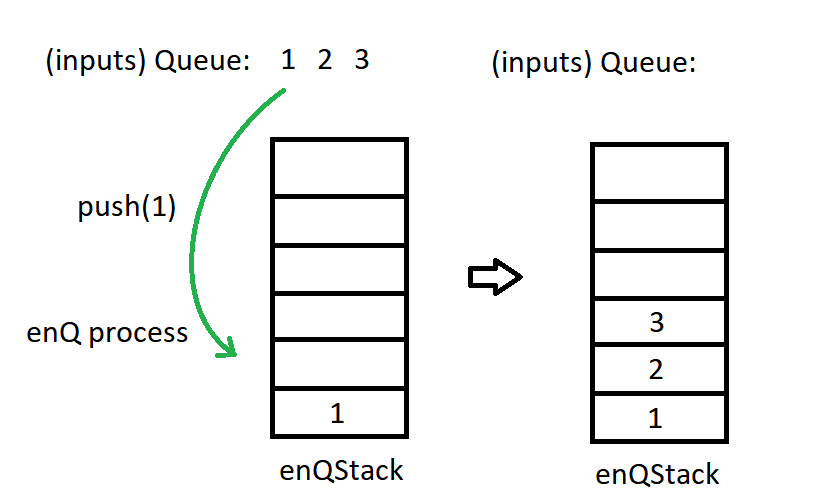 (inputs) Queue: 1 2 3
(inputs) Queue:
push(1)
enQ process
1
enQStack
3
2
1
enQStack